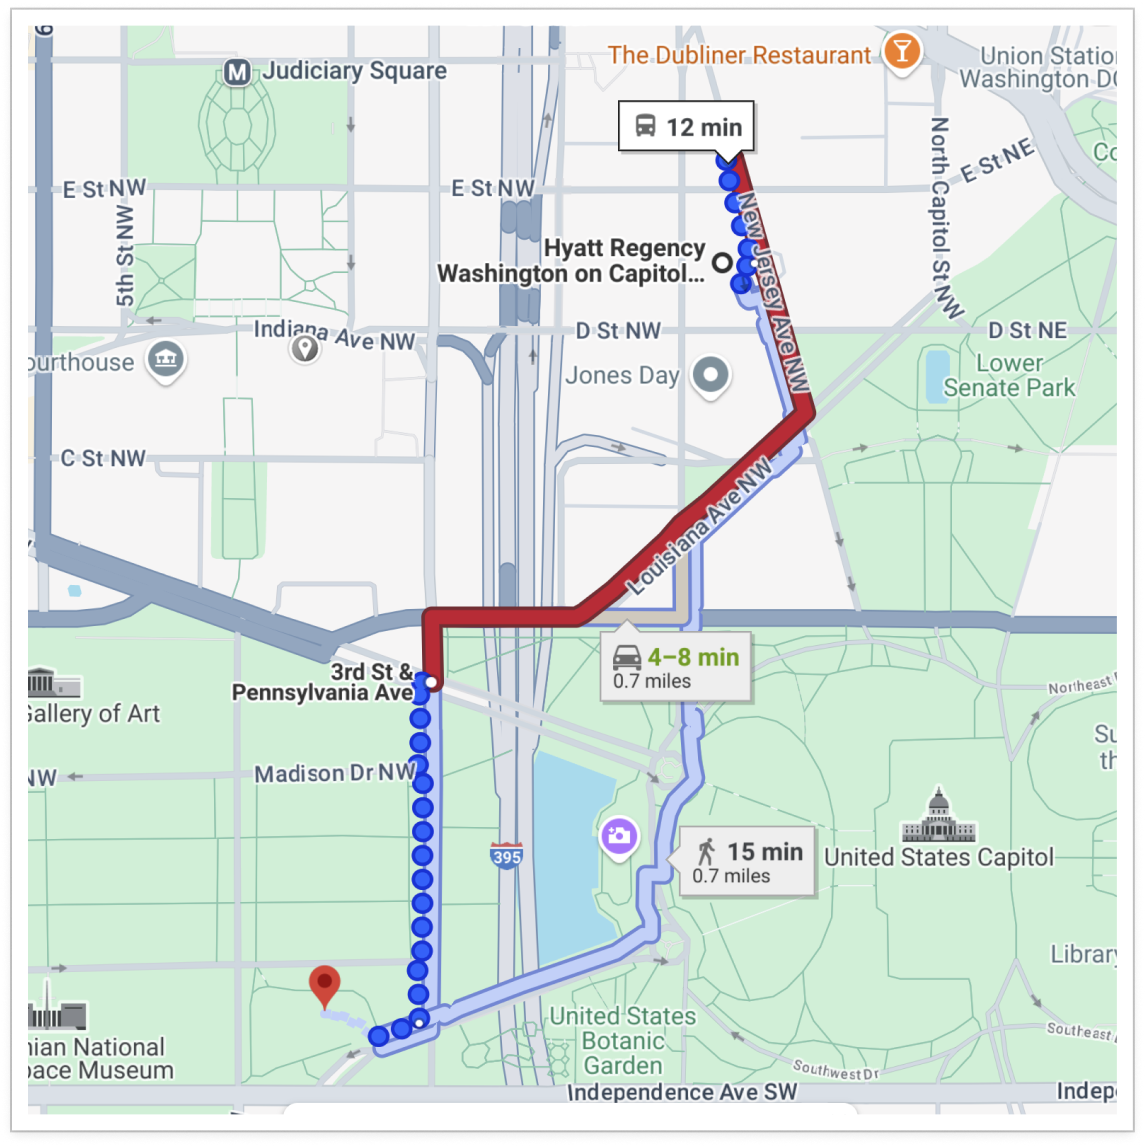 The Dubliner Restaurant
Union Statio
Washington D
M
Judiciary Square
12 min
North Capitol St NW
E St NE
Co
E St NW
E St NW
5th St NW
New Jersey Ave NW
Hyatt Regency
Washington on Capitol...
Indiana Ave NW
D St NW
D St NE
ourthouse
Jones Day
Lower
Senate Park
C St NW
Louisiana Ave NW
4–8 min
0.7 miles
3rd St &
Pennsylvania Ave
Northeast
Gallery of Art
Su
th
NW
Madison Dr NW
395
15 min
0.7 miles
United States Capitol
Library
United States
Botanic
Garden
nian National
pace Museum
Southeast
Southwest Dr
Independence Ave SW
Indep